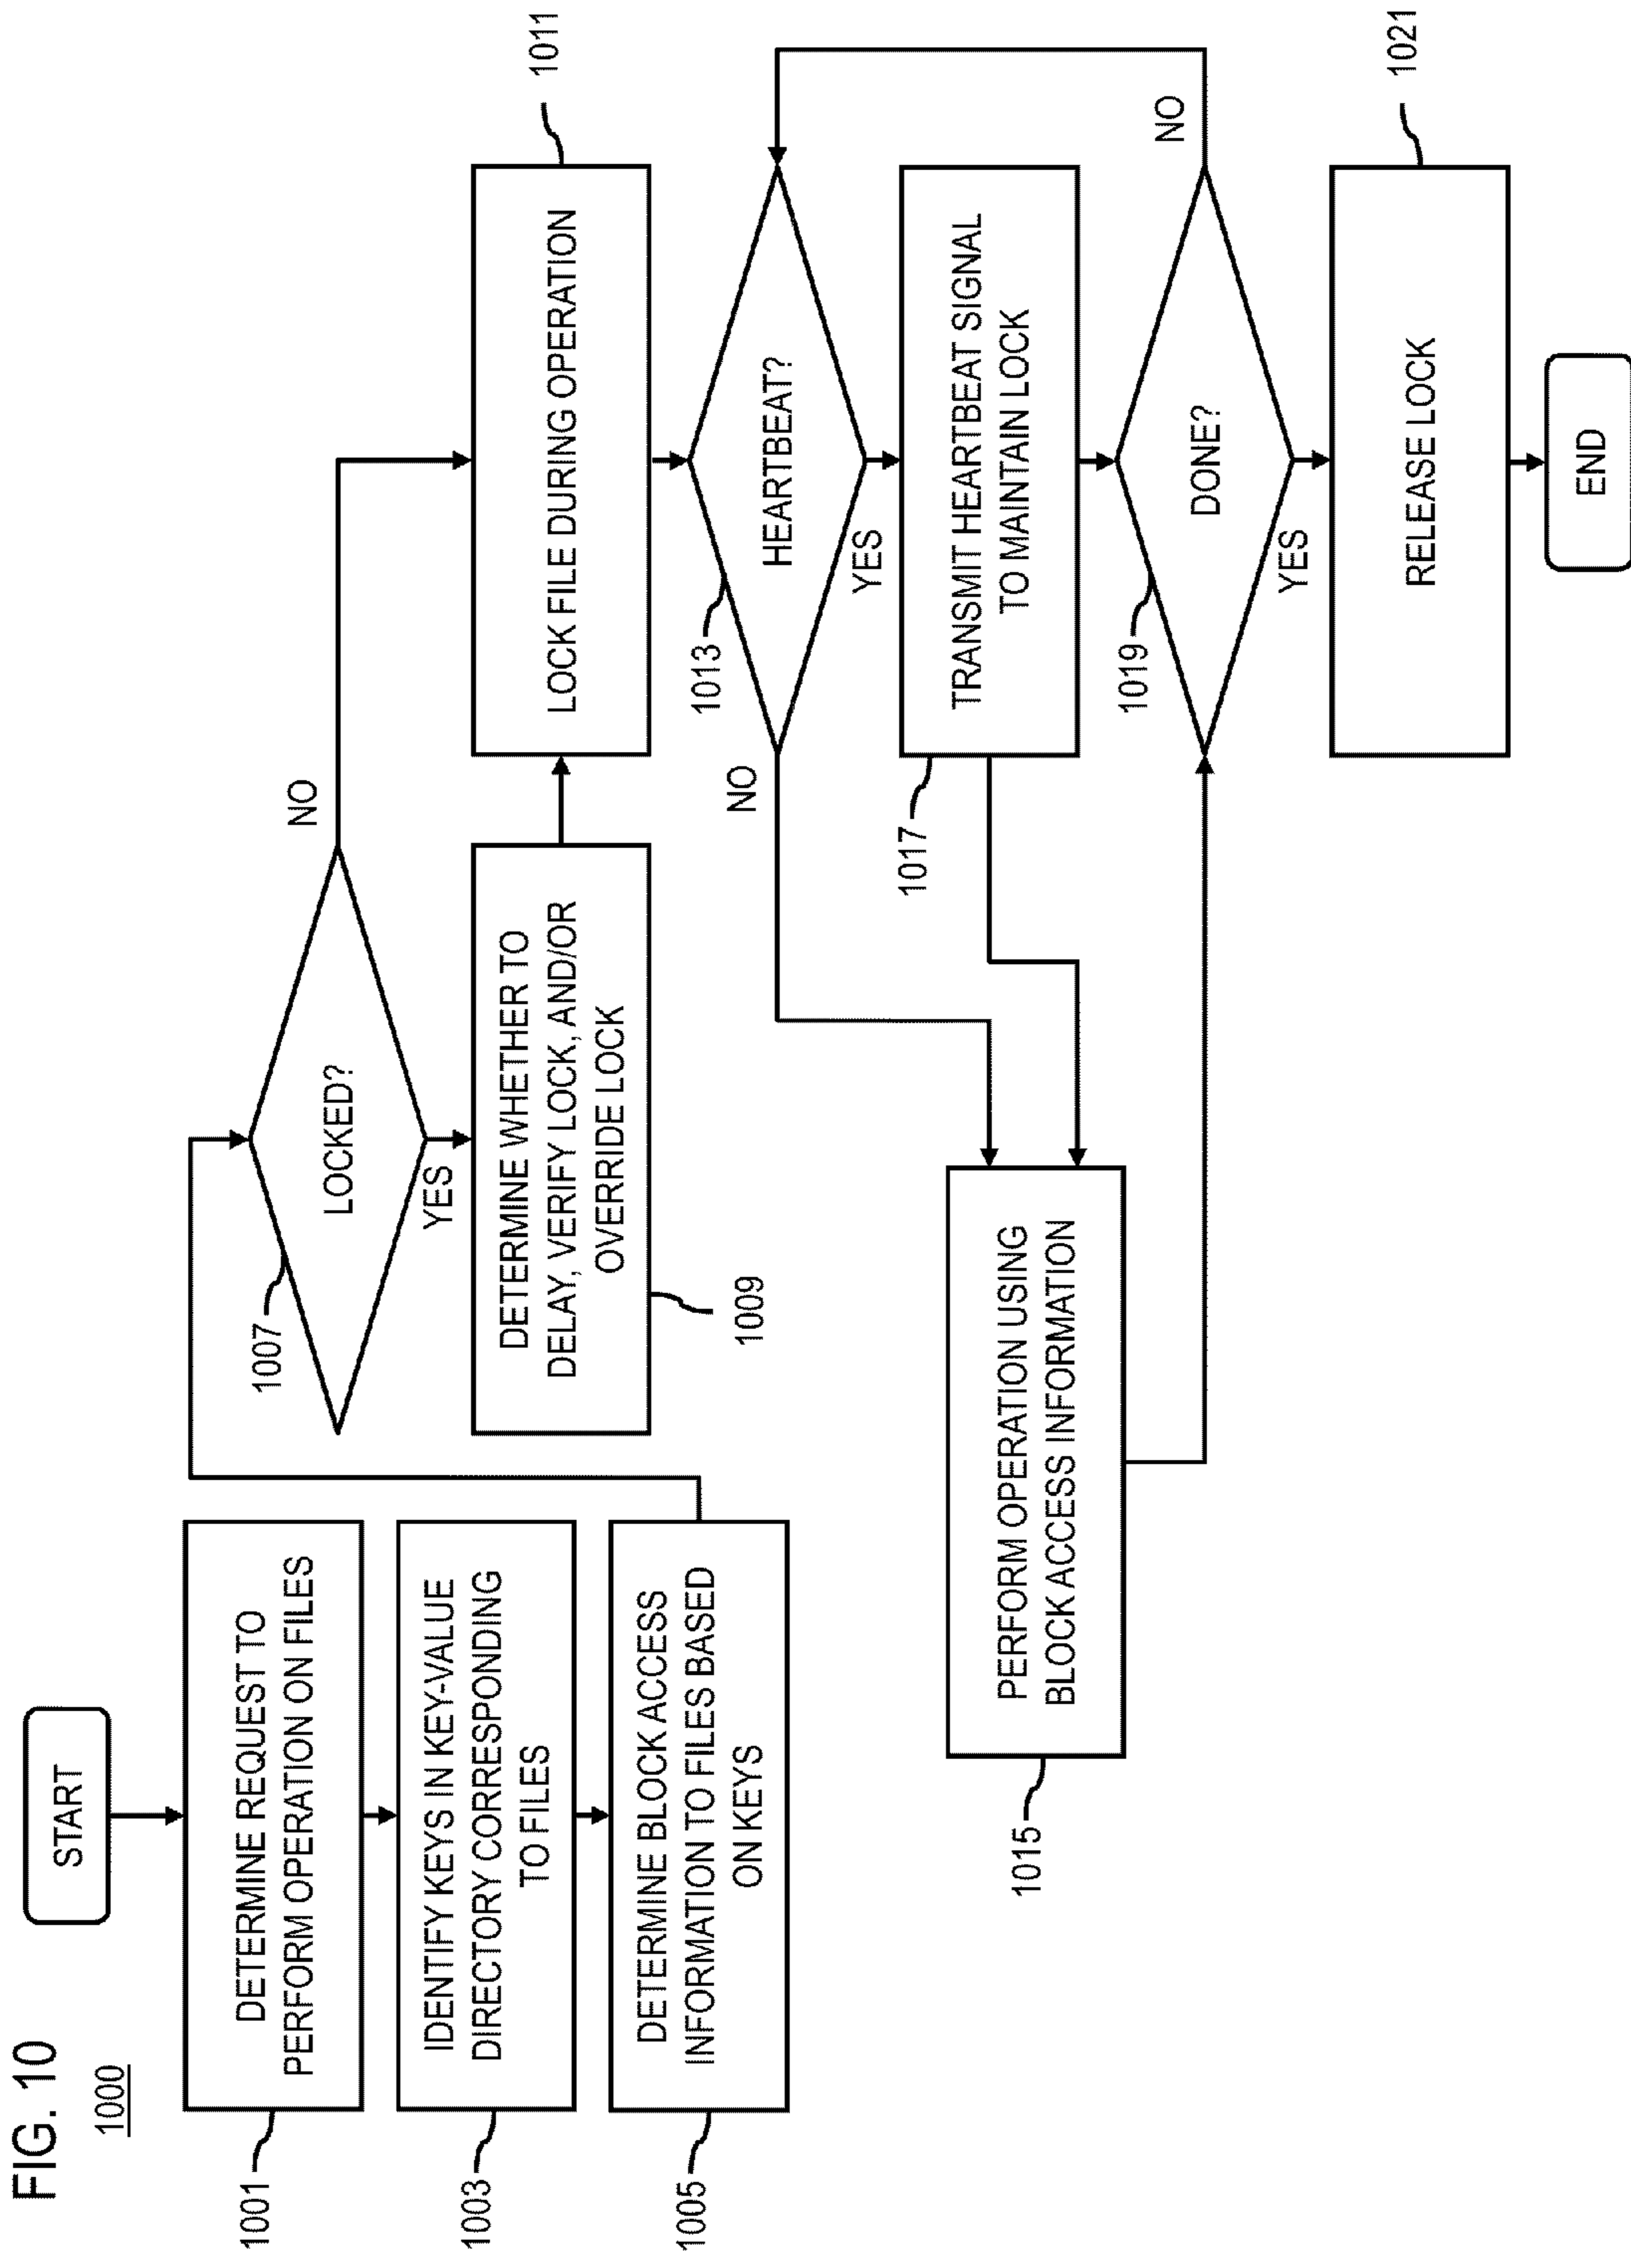 FIG. 10
1000
START
DETERMINE REQUEST TO
PERFORM OPERATION ON FILES
1001
IDENTIFY KEYS IN KEY-VALUE
DIRECTORY CORRESPONDING
TO FILES
1003
DETERMINE BLOCK ACCESS
INFORMATION TO FILES BASED
ON KEYS
1005
LOCKED?
1007
NO
YES
DETERMINE WHETHER TO
DELAY, VERIFY LOCK, AND/OR
OVERRIDE LOCK
1009
LOCK FILE DURING OPERATION
1011
HEARTBEAT?
1013
NO
YES
PERFORM OPERATION USING
BLOCK ACCESS INFORMATION
1015
TRANSMIT HEARTBEAT SIGNAL
TO MAINTAIN LOCK
1017
DONE?
1019
NO
YES
RELEASE LOCK
1021
END